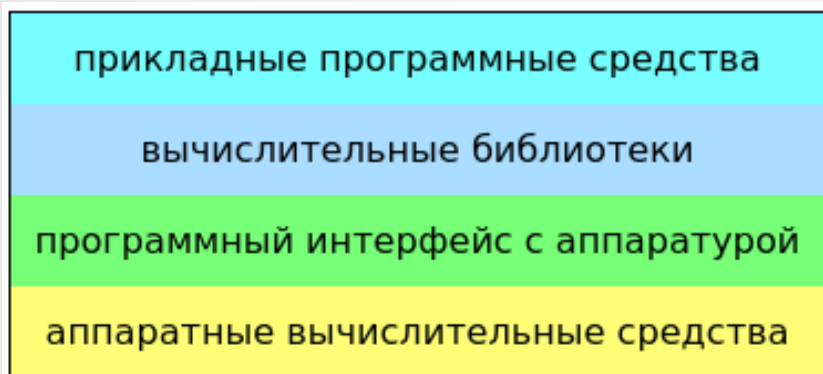 прикладные программные средства
вычислительные библиотеки
программный интерфейс с аппаратурой
аппаратные вычислительные средства